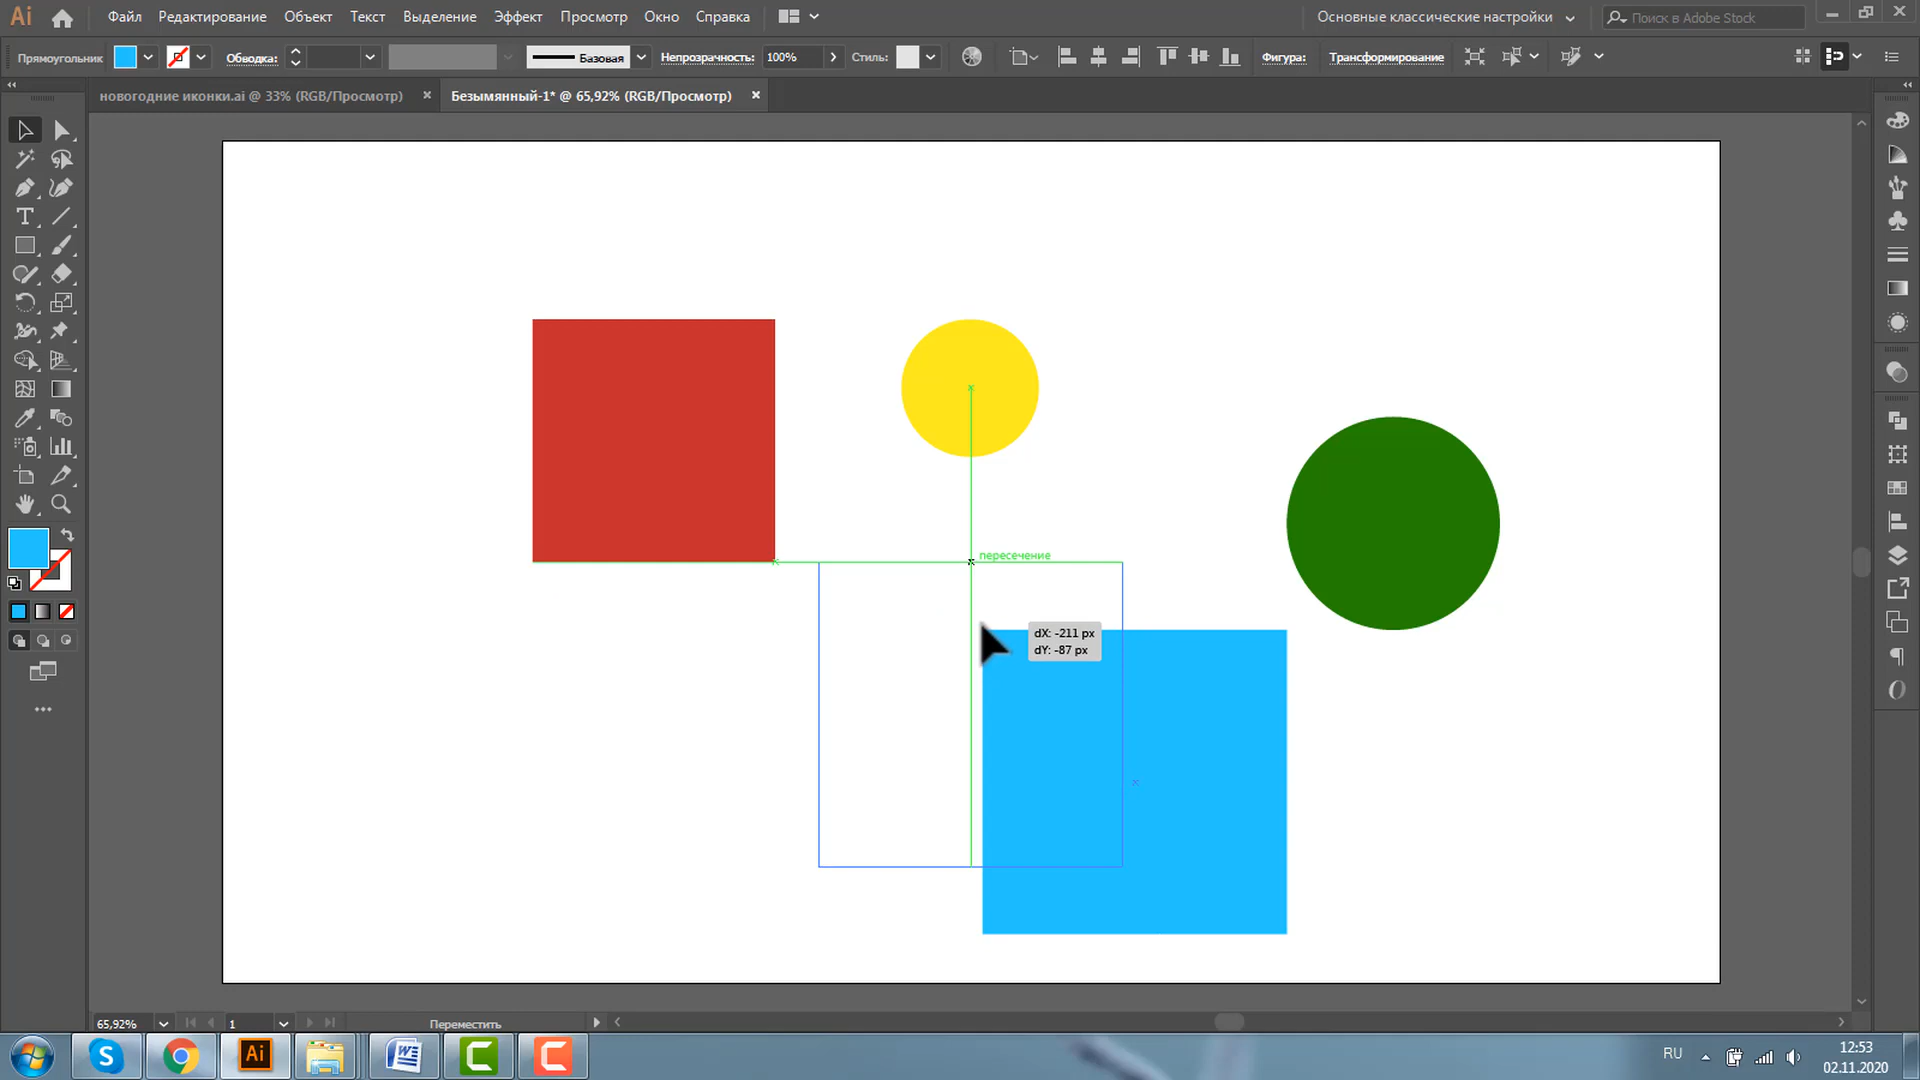 Ai Файл Редактирование Объект Текст Выделение Эффект Просмотр Окно Справка Основные классические настройки Поиск в Adobe Stock
Прямоугольник Обводка: Базовая Непрозрачность: 100% Стиль: Фигура: Трансформирование
новогодние иконки.ai @ 33% (RGB/Просмотр) Безымянный-1* @ 65,92% (RGB/Просмотр)
пересечение
dX: -211 px
dY: -87 px
65,92% 1 Переместить
Ai
RU
12:53
02.11.2020